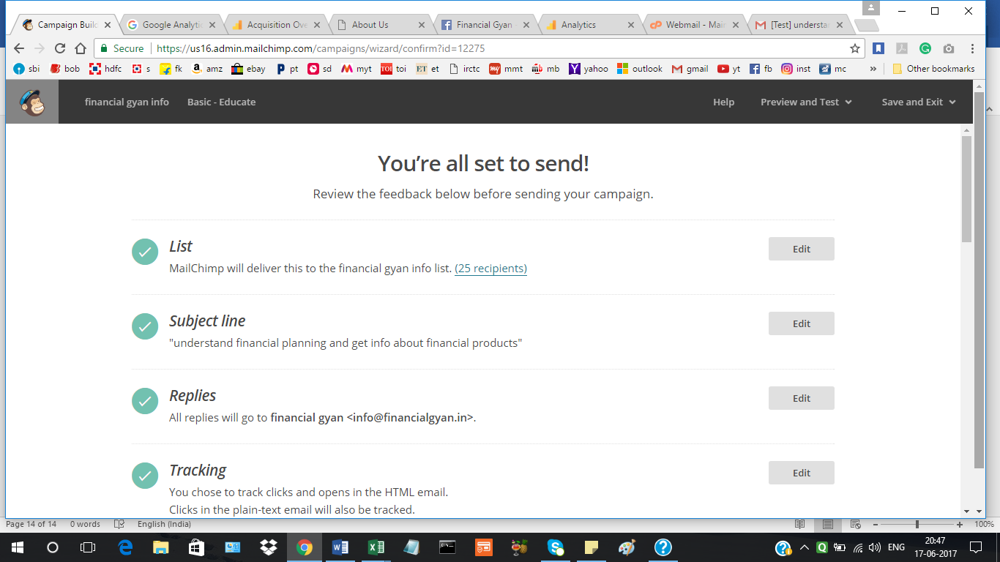 Campaign Buil
Google Analytic
Acquisition Ove
About Us
Financial Gyan -
Analytics
Webmail - Main
[Test] understan
Secure
https://us16.admin.mailchimp.com/campaigns/wizard/confirm?id=12275
sbi
bob
hdfc
s
fk
amz
ebay
pt
sd
myt
toi
ET et
irctc
my mmt
mb mb
yahoo
outlook
gmail
yt
fb
inst
mc
»
Other bookmarks
financial gyan info
Basic - Educate
Help
Preview and Test
Save and Exit
You’re all set to send!
Review the feedback below before sending your campaign.
List
Edit
MailChimp will deliver this to the financial gyan info list. (25 recipients)
Subject line
Edit
"understand financial planning and get info about financial products"
Replies
Edit
All replies will go to financial gyan <info@financialgyan.in>.
Tracking
Edit
You chose to track clicks and opens in the HTML email.
Clicks in the plain-text email will also be tracked.
Page 14 of 14
0 words
English (India)
100%
ENG
20:47
17-06-2017